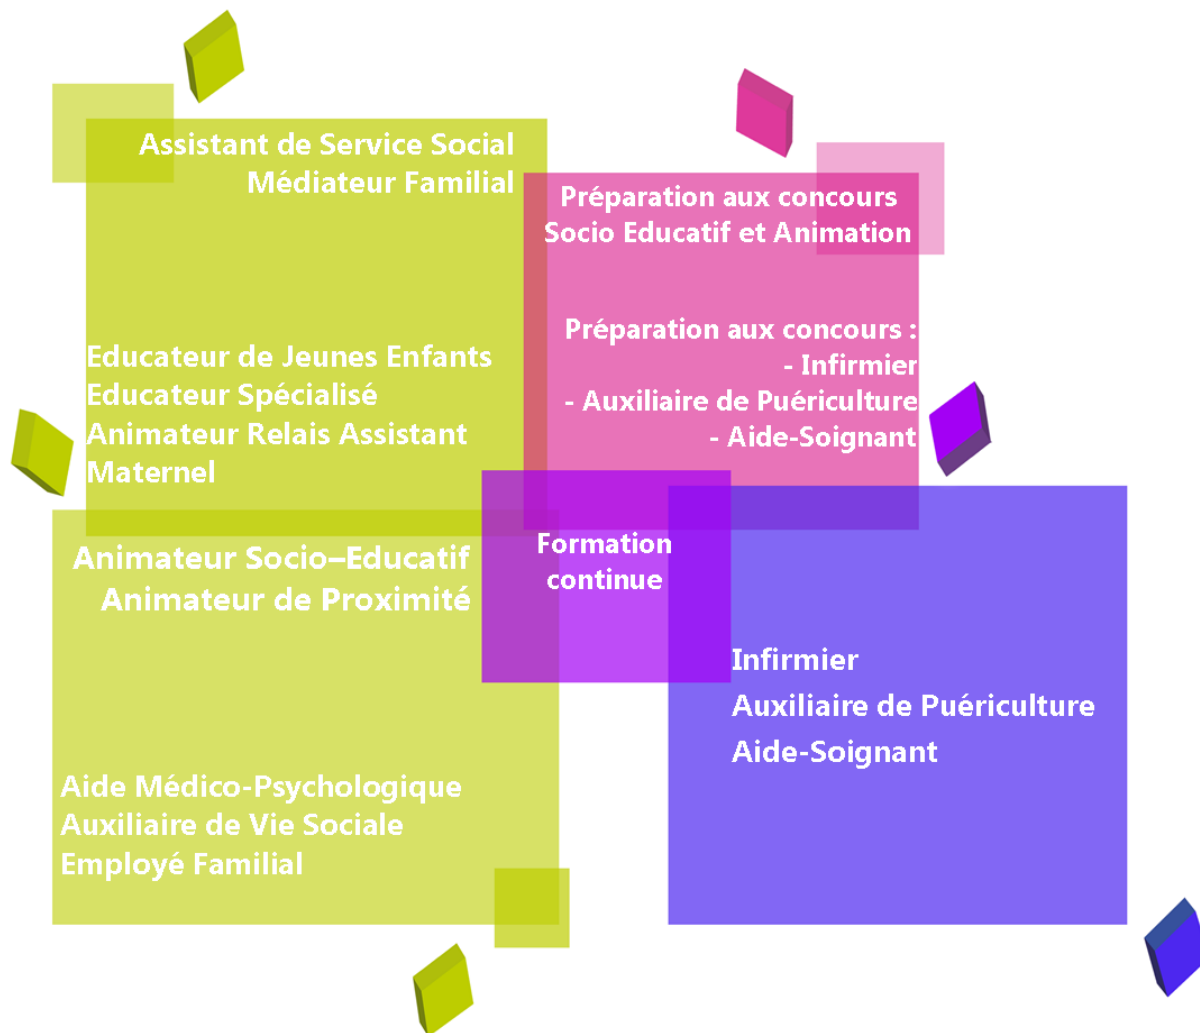 Assistant de Service Social
Médiateur Familial
Educateur de Jeunes Enfants
Educateur Spécialisé
Animateur Relais Assistant
Maternel
Préparation aux concours
Socio Educatif et Animation
Préparation aux concours :
- Infirmier
- Auxiliaire de Puériculture
- Aide-Soignant
Formation
continue
Animateur Socio–Educatif
Animateur de Proximité
Aide Médico-Psychologique
Auxiliaire de Vie Sociale
Employé Familial
Infirmier
Auxiliaire de Puériculture
Aide-Soignant